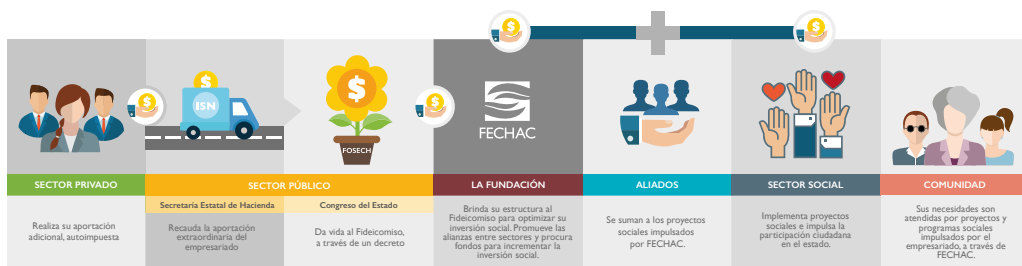 $
$
$
$
$
ISN
$
FOSECH
FECHAC
SECTOR PRIVADO
SECTOR PÚBLICO
LA FUNDACIÓN
ALIADOS
SECTOR SOCIAL
COMUNIDAD
Secretaría Estatal de Hacienda
Congreso del Estado
Realiza su aportación
adicional, autoimpuesta
Recauda la aportación
extraordinaria del
empresariado
Da vida al Fideicomiso,
a través de un decreto
Brinda su estructura al
Fideicomiso para optimizar su
inversión social. Promueve las
alianzas entre sectores y procura
fondos para incrementar la
inversión social.
Se suman a los proyectos
sociales impulsados
por FECHAC.
Implementa proyectos
sociales e impulsa la
participación ciudadana
en el estado.
Sus necesidades son
atendidas por proyectos y
programas sociales
impulsados por el
empresariado, a través de
FECHAC.